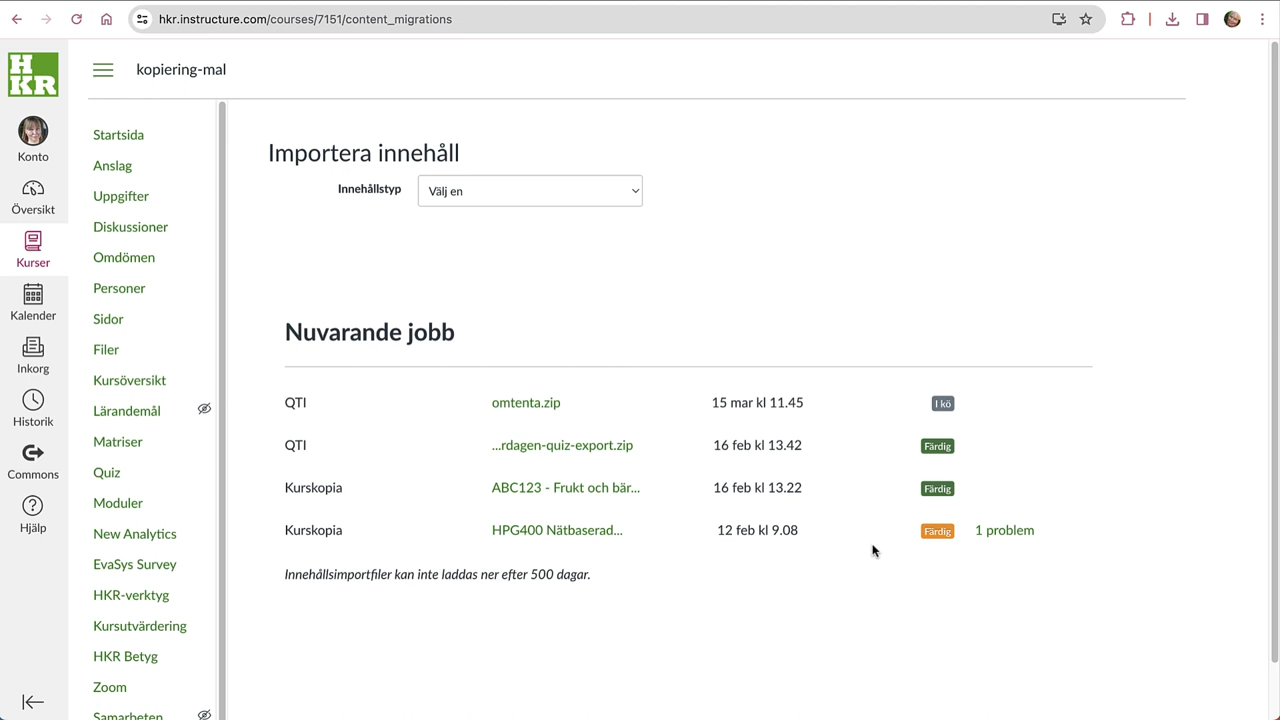 hkr.instructure.com/courses/7151/content_migrations
H
KR
kopiering-mal
Konto
Översikt
Kurser
Kalender
Inkorg
Historik
Commons
Hjälp
Startsida
Anslag
Uppgifter
Diskussioner
Omdömen
Personer
Sidor
Filer
Kursöversikt
Lärandemål
Matriser
Quiz
Moduler
New Analytics
EvaSys Survey
HKR-verktyg
Kursutvärdering
HKR Betyg
Zoom
Samarbeten
Importera innehåll
Innehållstyp Välj en
Nuvarande jobb
QTI omtenta.zip 15 mar kl 11.45 I kö
QTI ...rdagen-quiz-export.zip 16 feb kl 13.42 Färdig
Kurskopia ABC123 - Frukt och bär... 16 feb kl 13.22 Färdig
Kurskopia HPG400 Nätbaserad... 12 feb kl 9.08 Färdig 1 problem
Innehållsimportfiler kan inte laddas ner efter 500 dagar.